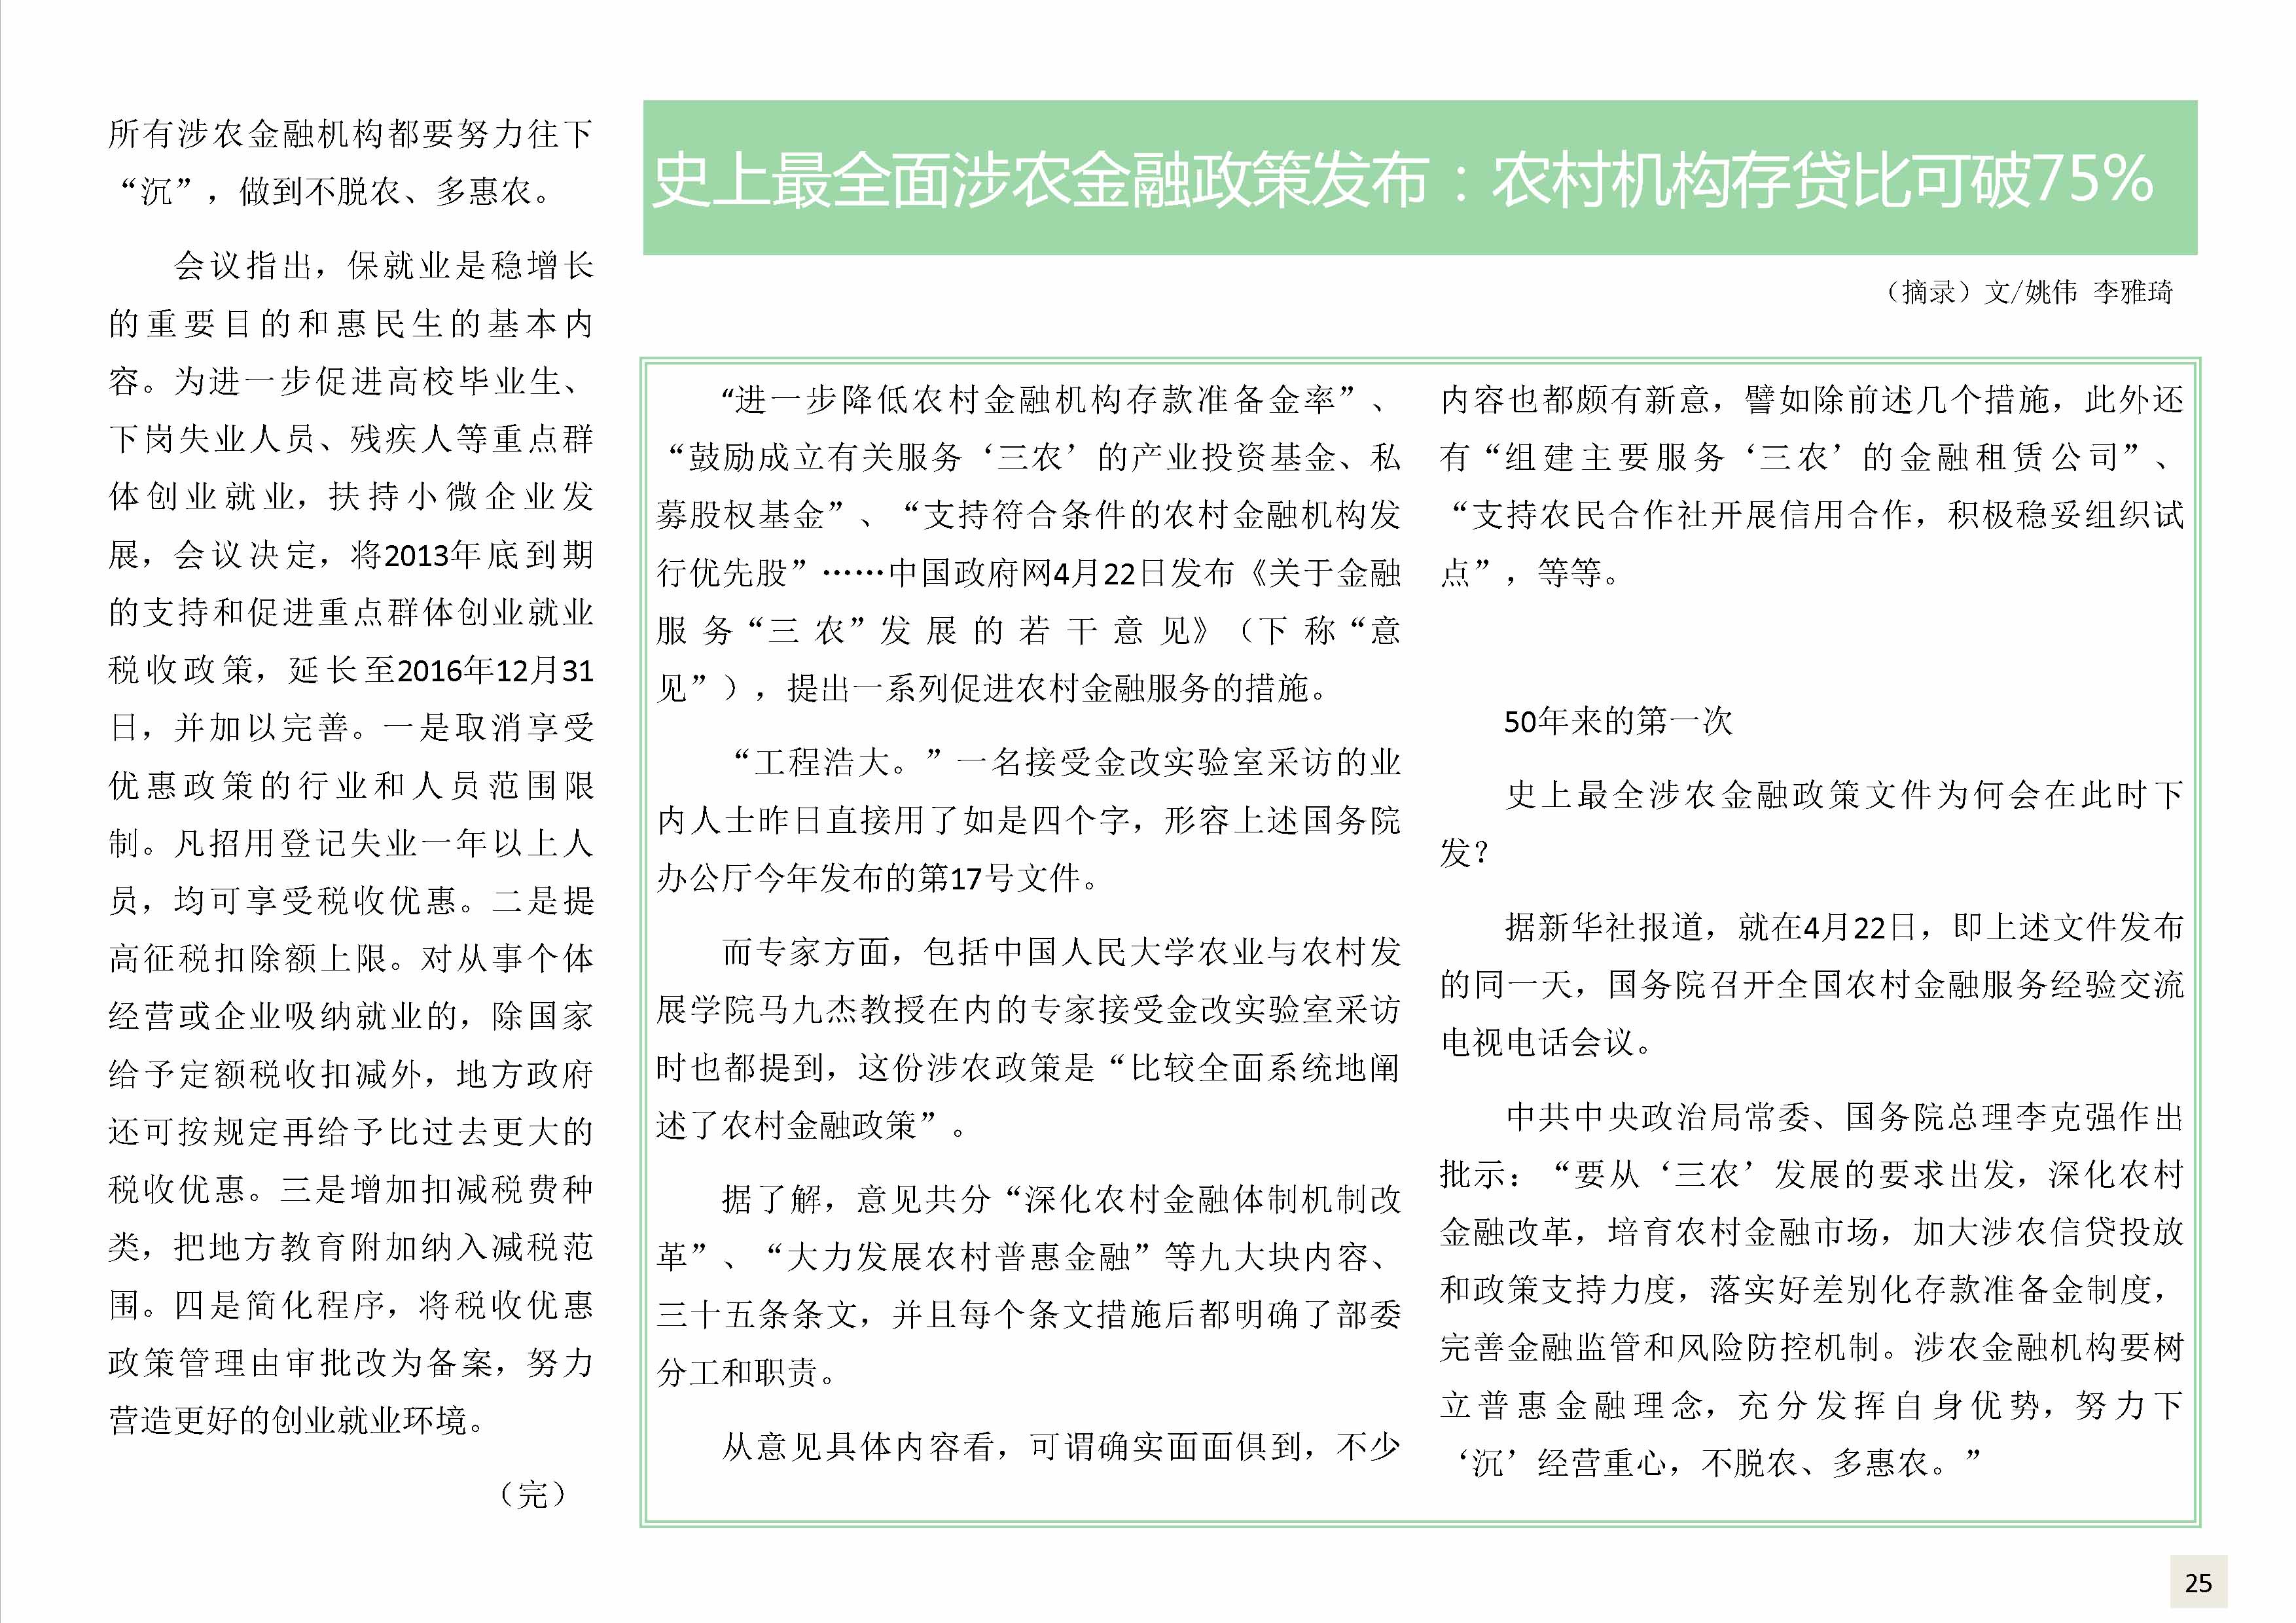 所有涉农金融机构都要努力往下
“沉”，做到不脱农、多惠农。
会议指出，保就业是稳增长
的重要目的和惠民生的基本内
容。为进一步促进高校毕业生、
下岗失业人员、残疾人等重点群
体创业就业，扶持小微企业发
展，会议决定，将2013年底到期
的支持和促进重点群体创业就业
税收政策，延长至2016年12月31
日，并加以完善。一是取消享受
优惠政策的行业和人员范围限
制。凡招用登记失业一年以上人
员，均可享受税收优惠。二是提
高征税扣除额上限。对从事个体
经营或企业吸纳就业的，除国家
给予定额税收扣减外，地方政府
还可按规定再给予比过去更大的
税收优惠。三是增加扣减税费种
类，把地方教育附加纳入减税范
围。四是简化程序，将税收优惠
政策管理由审批改为备案，努力
营造更好的创业就业环境。
（完）
史上最全面涉农金融政策发布：农村机构存贷比可破75%
（摘录）文/姚伟 李雅琦
“进一步降低农村金融机构存款准备金率”、
“鼓励成立有关服务‘三农’的产业投资基金、私
募股权基金”、“支持符合条件的农村金融机构发
行优先股”……中国政府网4月22日发布《关于金融
服务“三农”发展的若干意见》（下称“意
见”），提出一系列促进农村金融服务的措施。
“工程浩大。”一名接受金改实验室采访的业
内人士昨日直接用了如是四个字，形容上述国务院
办公厅今年发布的第17号文件。
而专家方面，包括中国人民大学农业与农村发
展学院马九杰教授在内的专家接受金改实验室采访
时也都提到，这份涉农政策是“比较全面系统地阐
述了农村金融政策”。
据了解，意见共分“深化农村金融体制机制改
革”、“大力发展农村普惠金融”等九大块内容、
三十五条条文，并且每个条文措施后都明确了部委
分工和职责。
从意见具体内容看，可谓确实面面俱到，不少
内容也都颇有新意，譬如除前述几个措施，此外还
有“组建主要服务‘三农’的金融租赁公司”、
“支持农民合作社开展信用合作，积极稳妥组织试
点”，等等。
50年来的第一次
史上最全涉农金融政策文件为何会在此时下
发？
据新华社报道，就在4月22日，即上述文件发布
的同一天，国务院召开全国农村金融服务经验交流
电视电话会议。
中共中央政治局常委、国务院总理李克强作出
批示：“要从‘三农’发展的要求出发，深化农村
金融改革，培育农村金融市场，加大涉农信贷投放
和政策支持力度，落实好差别化存款准备金制度，
完善金融监管和风险防控机制。涉农金融机构要树
立普惠金融理念，充分发挥自身优势，努力下
‘沉’经营重心，不脱农、多惠农。”
25